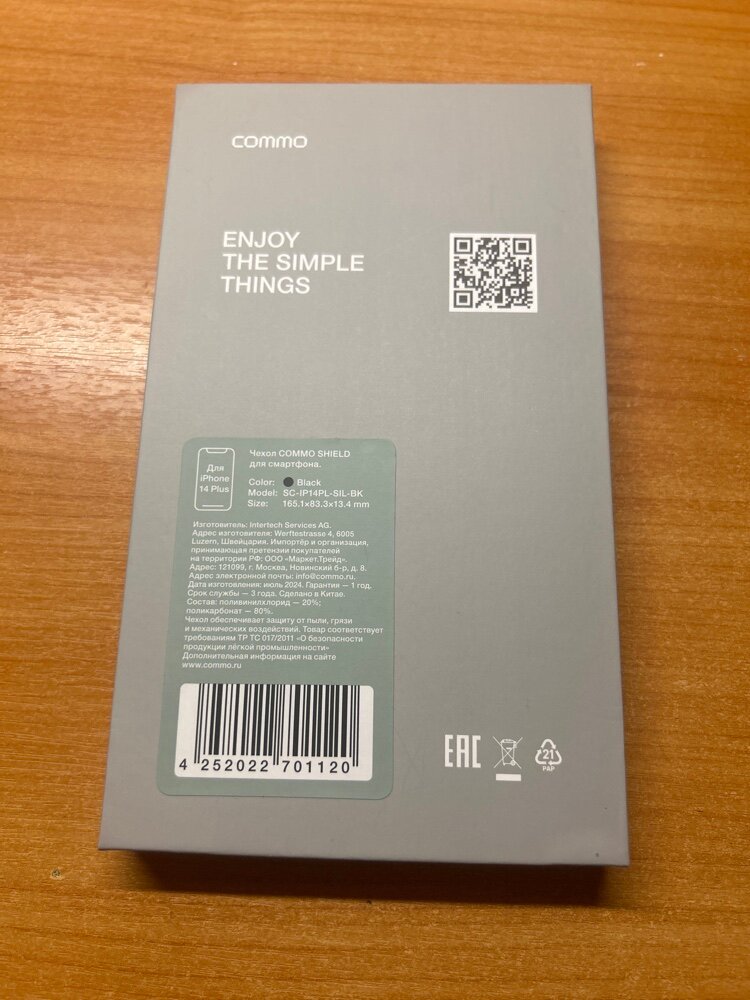 COMMO
ENJOY
THE SIMPLE
THINGS
Для
iPhone
14 Plus
Чехол COMMO SHIELD
для смартфона.
Color: Black
Model: SC-IP14PL-SIL-BK
Size: 165.1×83.3×13.4 mm
Изготовитель: Intertech Services AG.
Адрес изготовителя: Werftestrasse 4, 6005
Luzern, Швейцария. Импортёр и организация,
принимающая претензии покупателей
на территории РФ: ООО «Маркет.Трейд».
Адрес: 121099, г. Москва, Новинский б-р, д. 8.
Адрес электронной почты: info@commo.ru.
Дата изготовления: июль 2024. Гарантия — 1 год.
Срок службы — 3 года. Сделано в Китае.
Состав: поливинилхлорид — 20%;
поликарбонат — 80%.
Чехол обеспечивает защиту от пыли, грязи
и механических воздействий. Товар соответствует
требованиям ТР ТС 017/2011 «О безопасности
продукции лёгкой промышленности»
Дополнительная информация на сайте
www.commo.ru
4 252022 701120
EAC
21
PAP